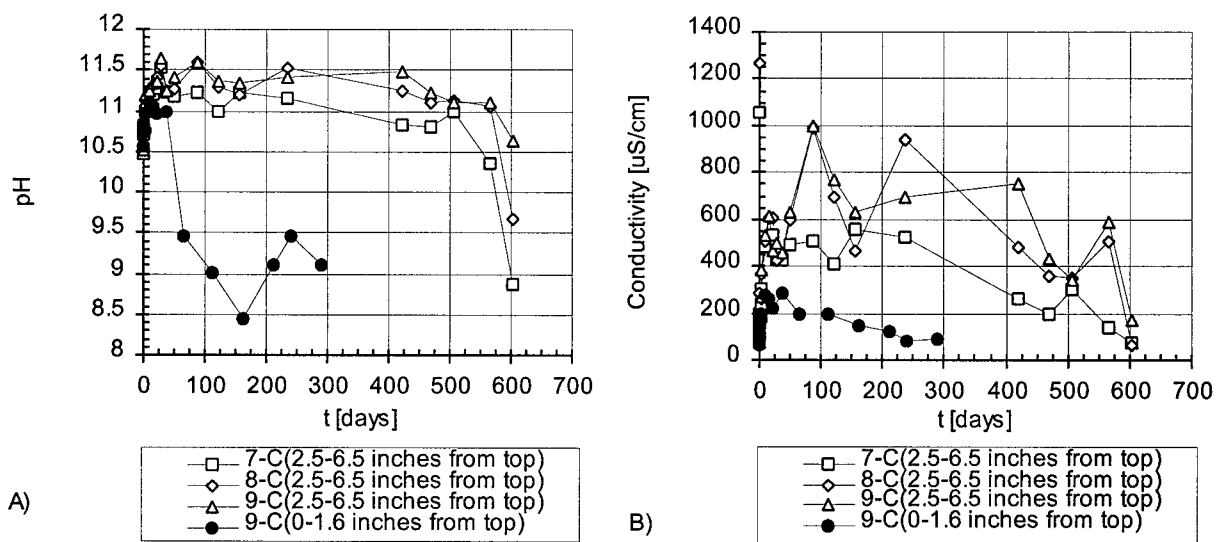 12
11.5
11
10.5
10
9.5
9
8.5
8
pH
0 100 200 300 400 500 600 700
t [days]
7-C(2.5-6.5 inches from top)
8-C(2.5-6.5 inches from top)
9-C(2.5-6.5 inches from top)
9-C(0-1.6 inches from top)
A)
1400
1200
1000
800
600
400
200
0
Conductivity [uS/cm]
0 100 200 300 400 500 600 700
t [days]
7-C(2.5-6.5 inches from top)
8-C(2.5-6.5 inches from top)
9-C(2.5-6.5 inches from top)
9-C(0-1.6 inches from top)
B)